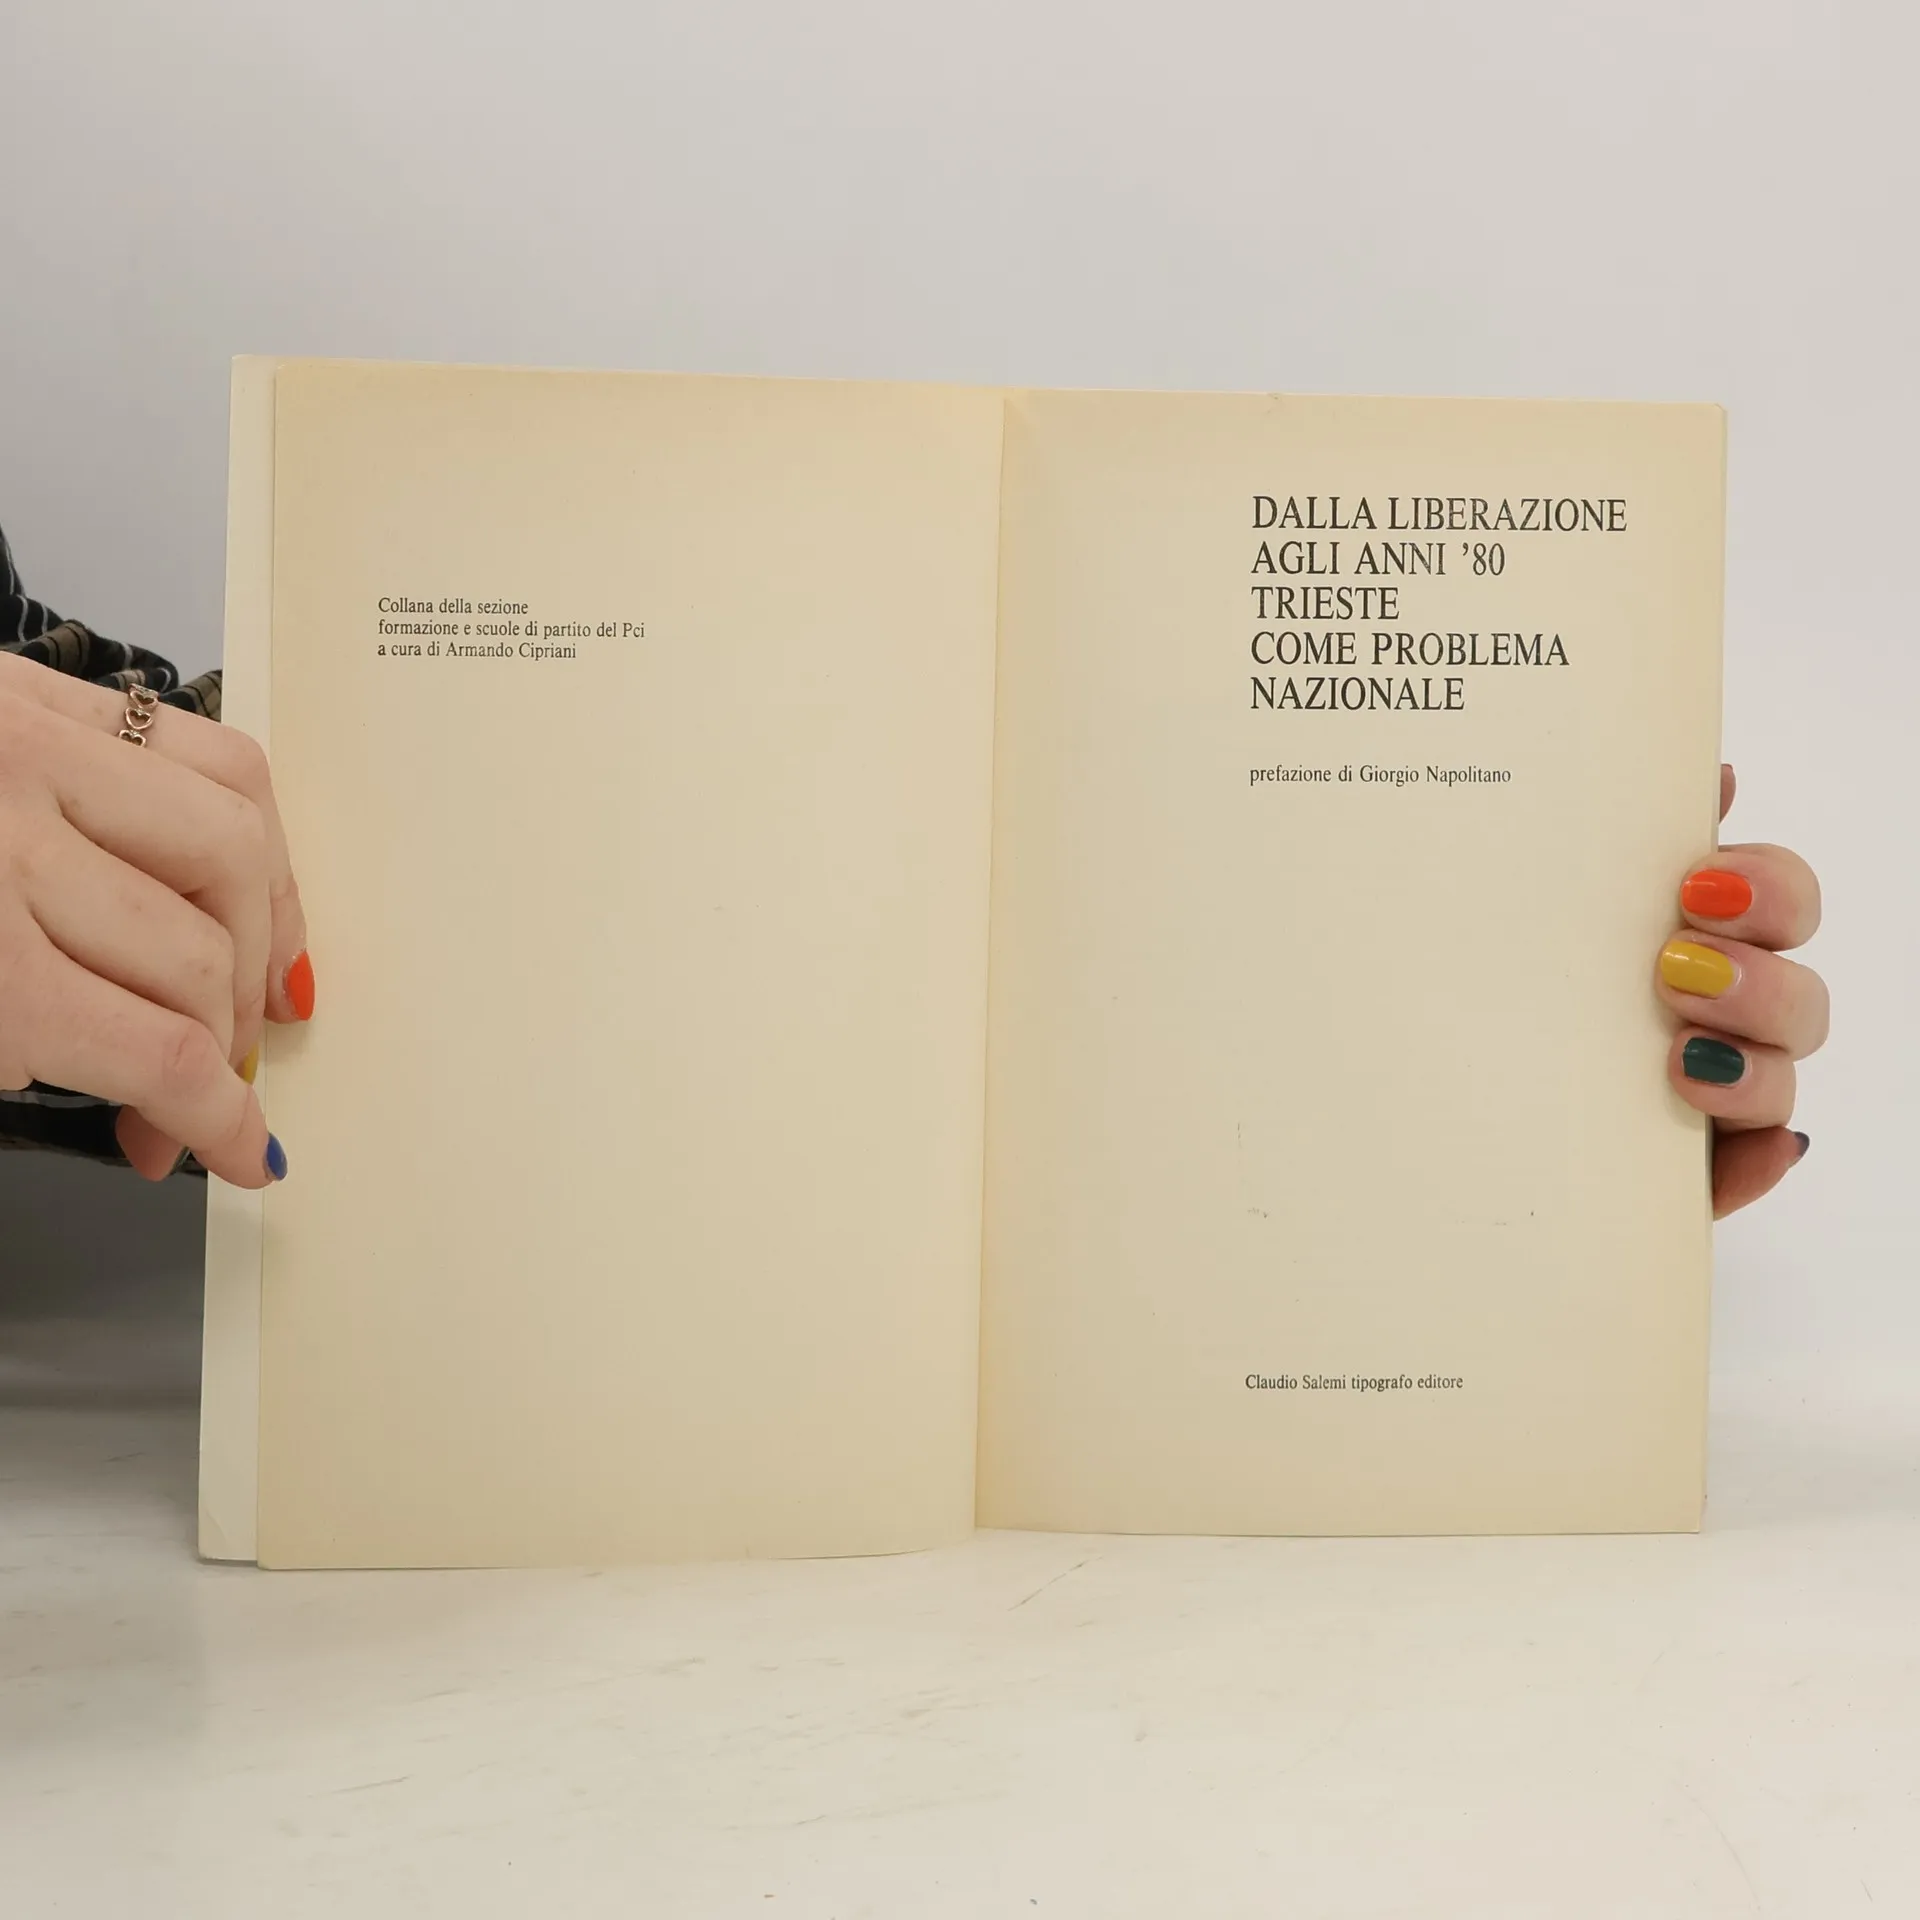 Collana della sezione
formazione e scuole di partito del Pci
a cura di Armando Cipriani
DALLA LIBERAZIONE
AGLI ANNI ’80
TRIESTE
COME PROBLEMA
NAZIONALE
prefazione di Giorgio Napolitano
Claudio Salemi tipografo editore